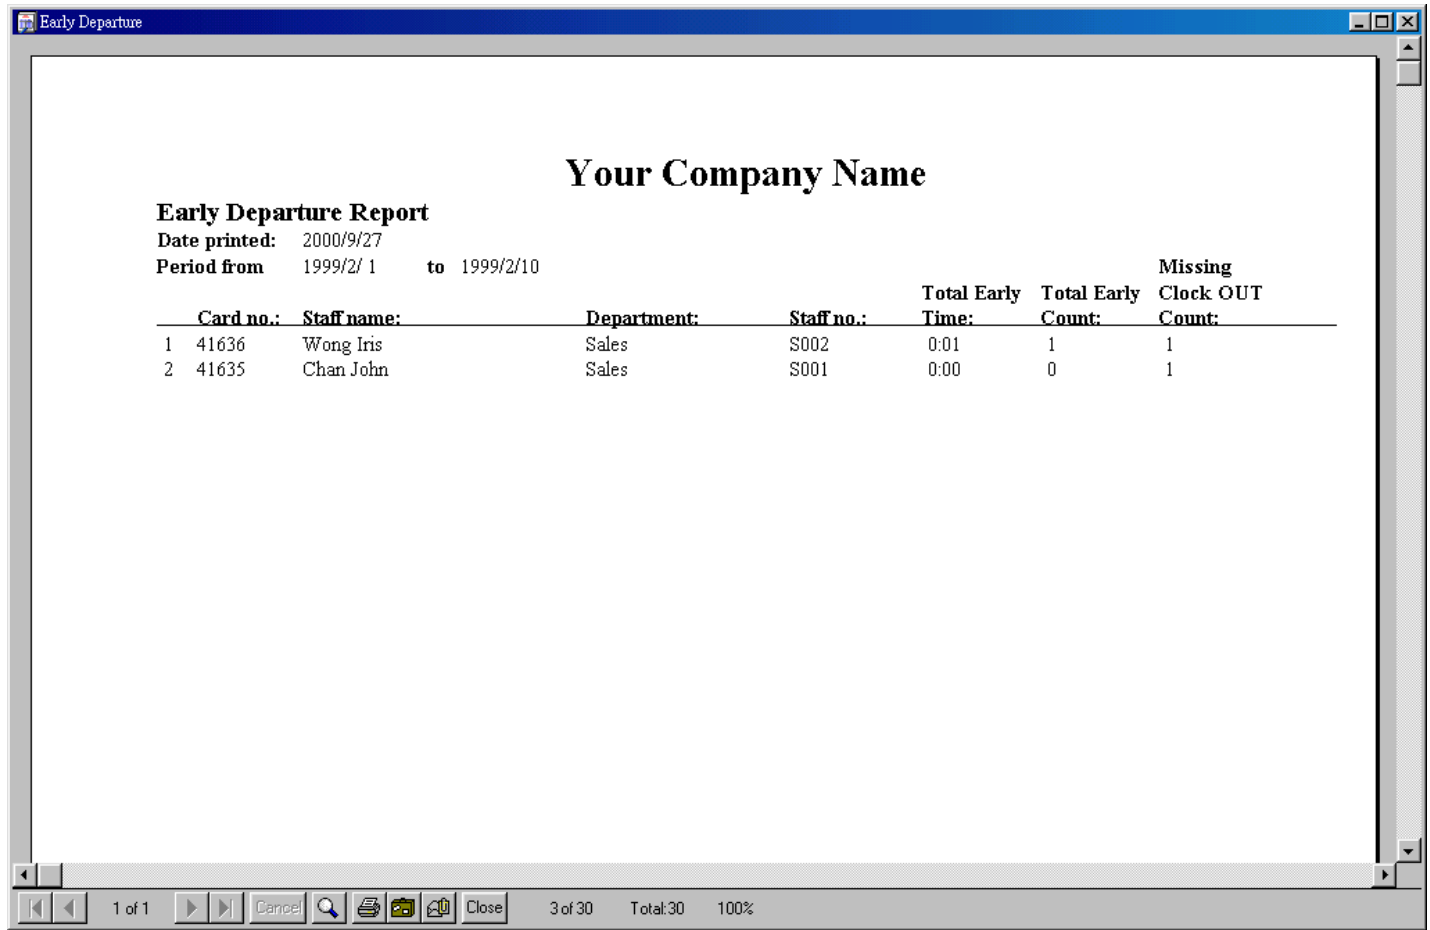 Early Departure
Your Company Name
Early Departure Report
Date printed: 2000/9/27
Period from 1999/2/ 1 to 1999/2/10
Card no.: Staff name: Department: Staff no.: Total Early Time: Total Early Count: Missing Clock OUT Count:
1 41636 Wong Iris Sales S002 0:01 1 1
2 41635 Chan John Sales S001 0:00 0 1
1 of 1 Cancel Close 3 of 30 Total:30 100%